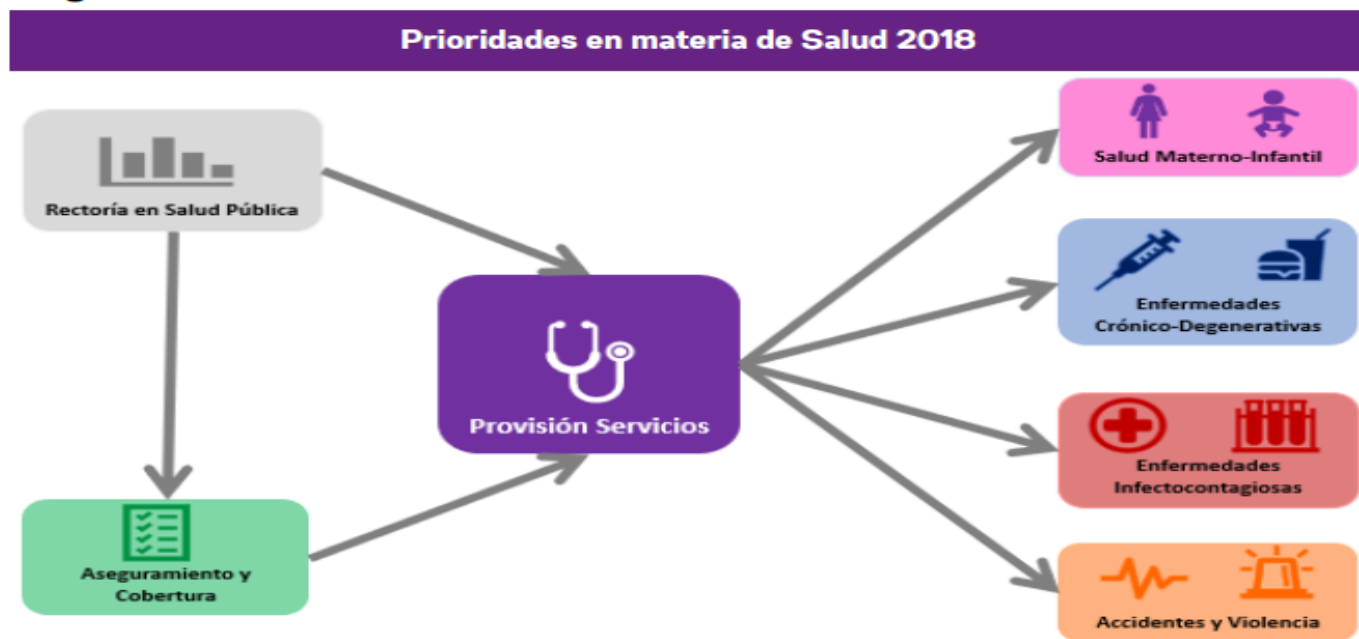 Prioridades en materia de Salud 2018
Rectoría en Salud Pública
Aseguramiento y
Cobertura
Provisión Servicios
Salud Materno-Infantil
Enfermedades
Crónico-Degenerativas
Enfermedades
Infectocontagiosas
Accidentes y Violencia